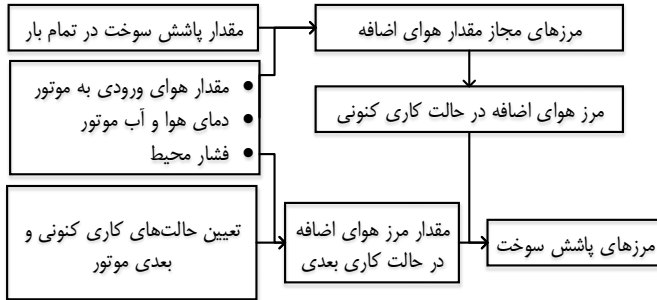 مقدار پاشش سوخت در تمام بار
مرزهای مجاز مقدار هوای اضافه
• مقدار هوای ورودی به موتور
• دمای هوا و آب موتور
• فشار محیط
مرز هوای اضافه در حالت کاری کنونی
تعیین حالت‌های کاری کنونی و
بعدی موتور
مقدار مرز هوای اضافه
در حالت کاری بعدی
مرزهای پاشش سوخت